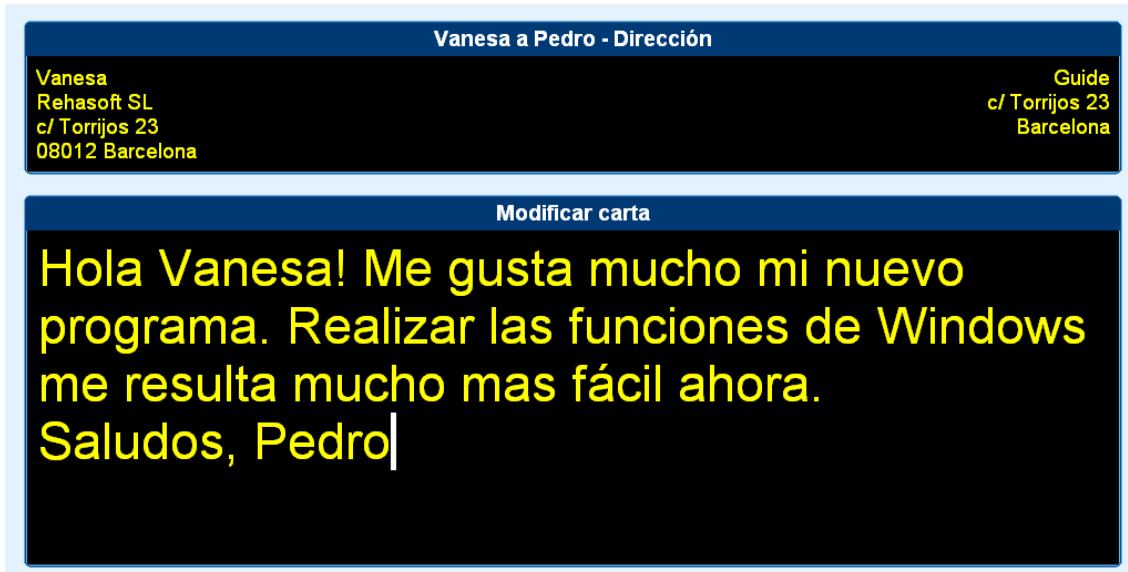 Vanesa a Pedro - Dirección
Vanesa
Rehasoft SL
c/ Torrijos 23
08012 Barcelona
Guide
c/ Torrijos 23
Barcelona
Modificar carta
Hola Vanesa! Me gusta mucho mi nuevo
programa. Realizar las funciones de Windows
me resulta mucho mas fácil ahora.
Saludos, Pedro